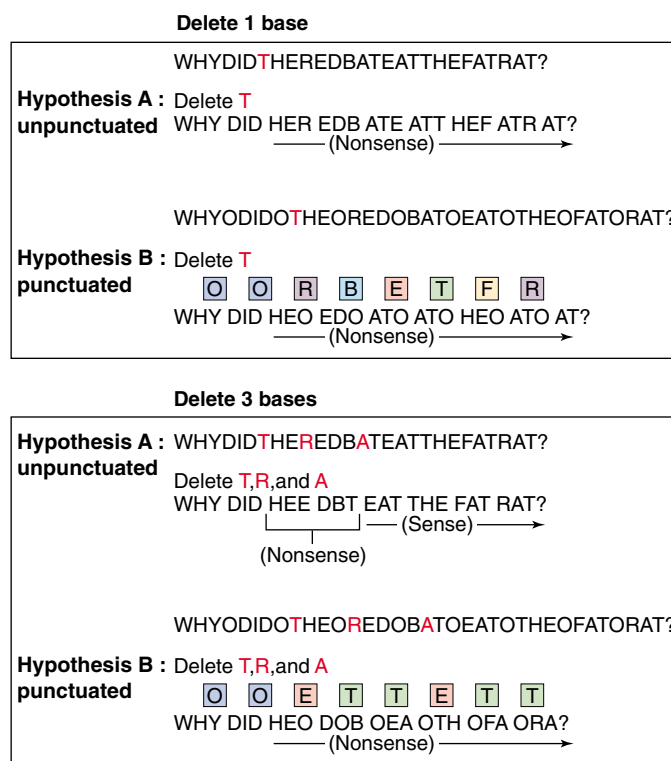 Delete 1 base
WHYDIDTHEREDBATEATTHEFATRAT?
Hypothesis A :
unpunctuated
Delete T
WHY DID HER EDB ATE ATT HEF ATR AT?
(Nonsense)
WHYODIDOTHEOREDOBATOEATOTHEOFATORAT?
Hypothesis B :
punctuated
Delete T
O O R B E T F R
WHY DID HEO EDO ATO ATO HEO ATO AT?
(Nonsense)
Delete 3 bases
Hypothesis A :
unpunctuated
WHYDIDTHEREDBATEATTHEFATRAT?
Delete T,R,and A
WHY DID HEE DBT EAT THE FAT RAT?
(Sense)
(Nonsense)
WHYODIDOTHEOREDOBATOEATOTHEOFATORAT?
Hypothesis B :
punctuated
Delete T,R,and A
O O E T T E T T
WHY DID HEO DOB OEA OTH OFA ORA?
(Nonsense)